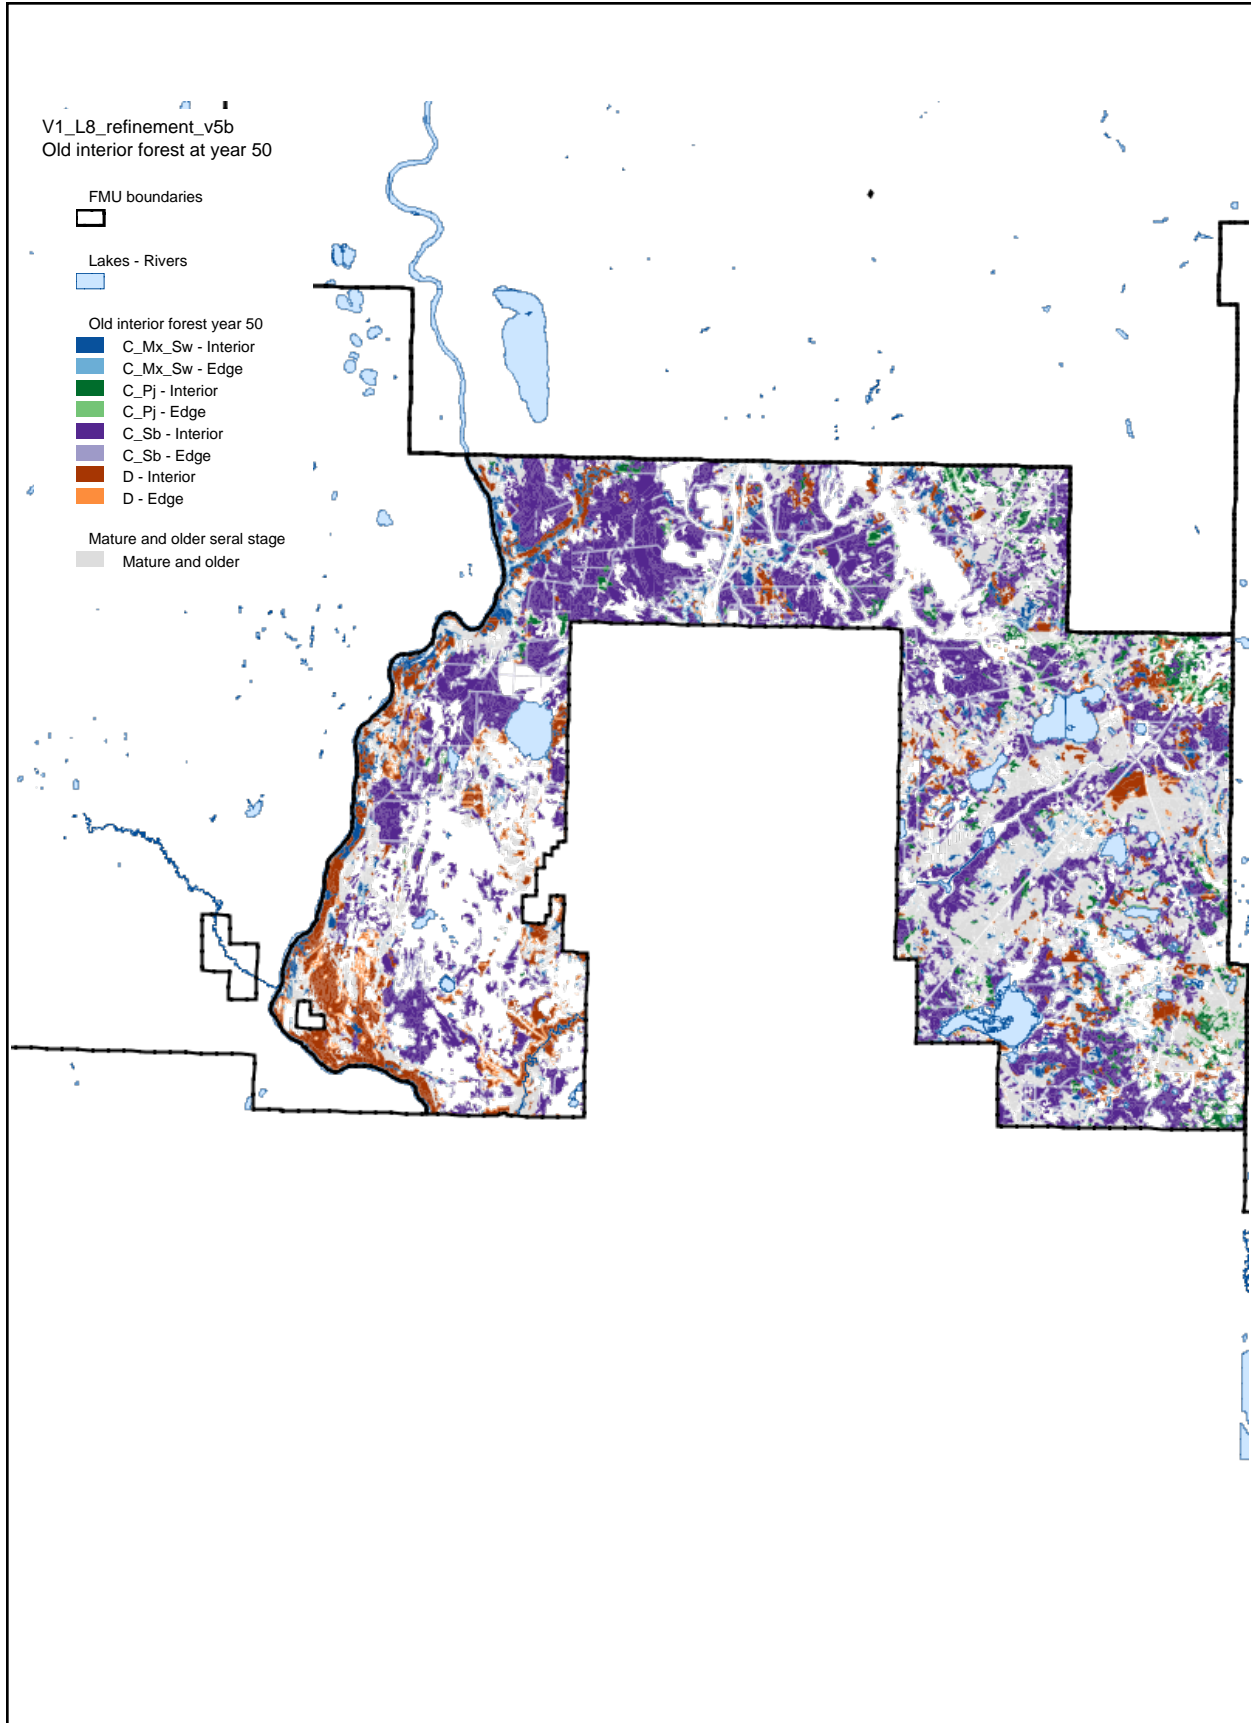 V1_L8_refinement_v5b
Old interior forest at year 50
FMU boundaries
Lakes - Rivers
Old interior forest year 50
C_Mx_Sw - Interior
C_Mx_Sw - Edge
C_Pj - Interior
C_Pj - Edge
C_Sb - Interior
C_Sb - Edge
D - Interior
D - Edge
Mature and older seral stage
Mature and older